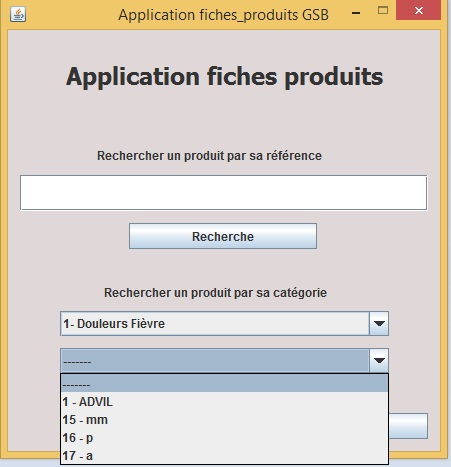 Application fiches_produits GSB
Application fiches produits
Rechercher un produit par sa référence
Recherche
Rechercher un produit par sa catégorie
1- Douleurs Fièvre
-------
-------
1 - ADVIL
15 - mm
16 - p
17 - a